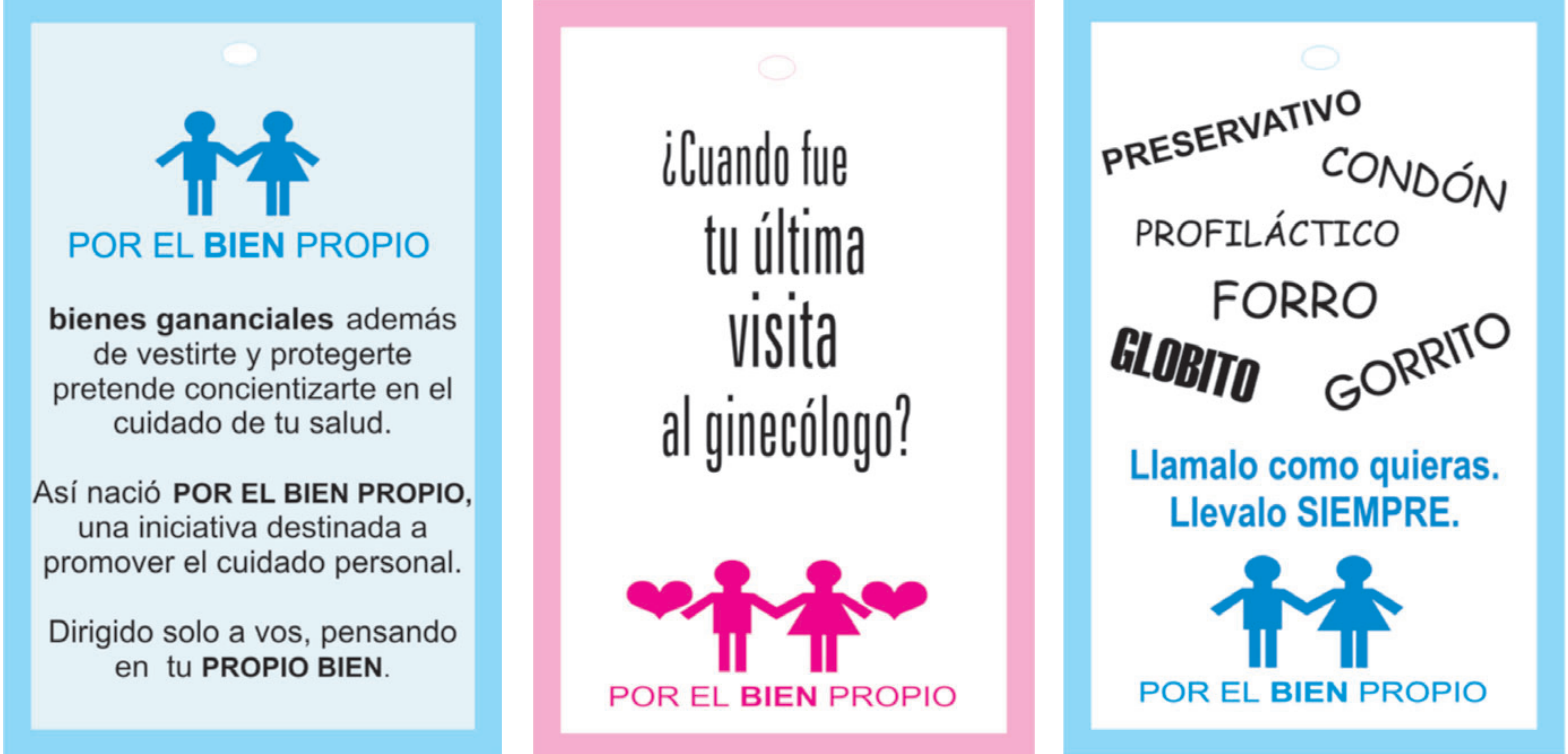 POR EL BIEN PROPIO
bienes gananciales además
de vestirte y protegerte
pretende concientizarte en el
cuidado de tu salud.
Así nació POR EL BIEN PROPIO,
una iniciativa destinada a
promover el cuidado personal.
Dirigido solo a vos, pensando
en tu PROPIO BIEN.
¿Cuando fue
tu última
visita
al ginecólogo?
POR EL BIEN PROPIO
PRESERVATIVO
CONDÓN
PROFILÁCTICO
FORRO
GLOBITO
GORRITO
Llamalo como quieras.
Llevalo SIEMPRE.
POR EL BIEN PROPIO